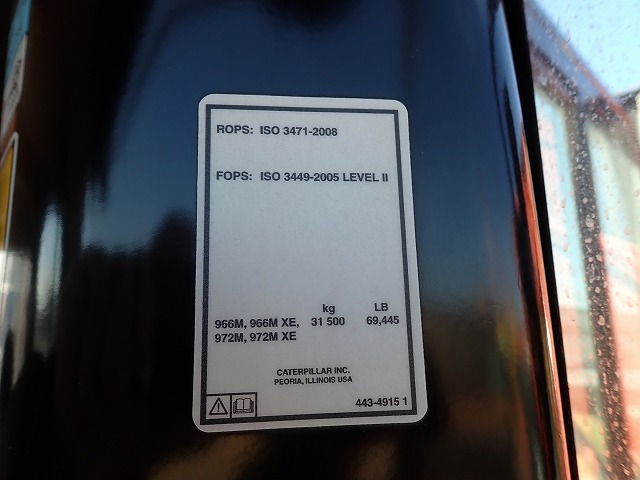 ROPS: ISO 3471-2008
FOPS: ISO 3449-2005 LEVEL II
kg LB
966M, 966M XE, 31 500 69,445
972M, 972M XE
CATERPILLAR INC.
PEORIA, ILLINOIS USA
443-4915 1